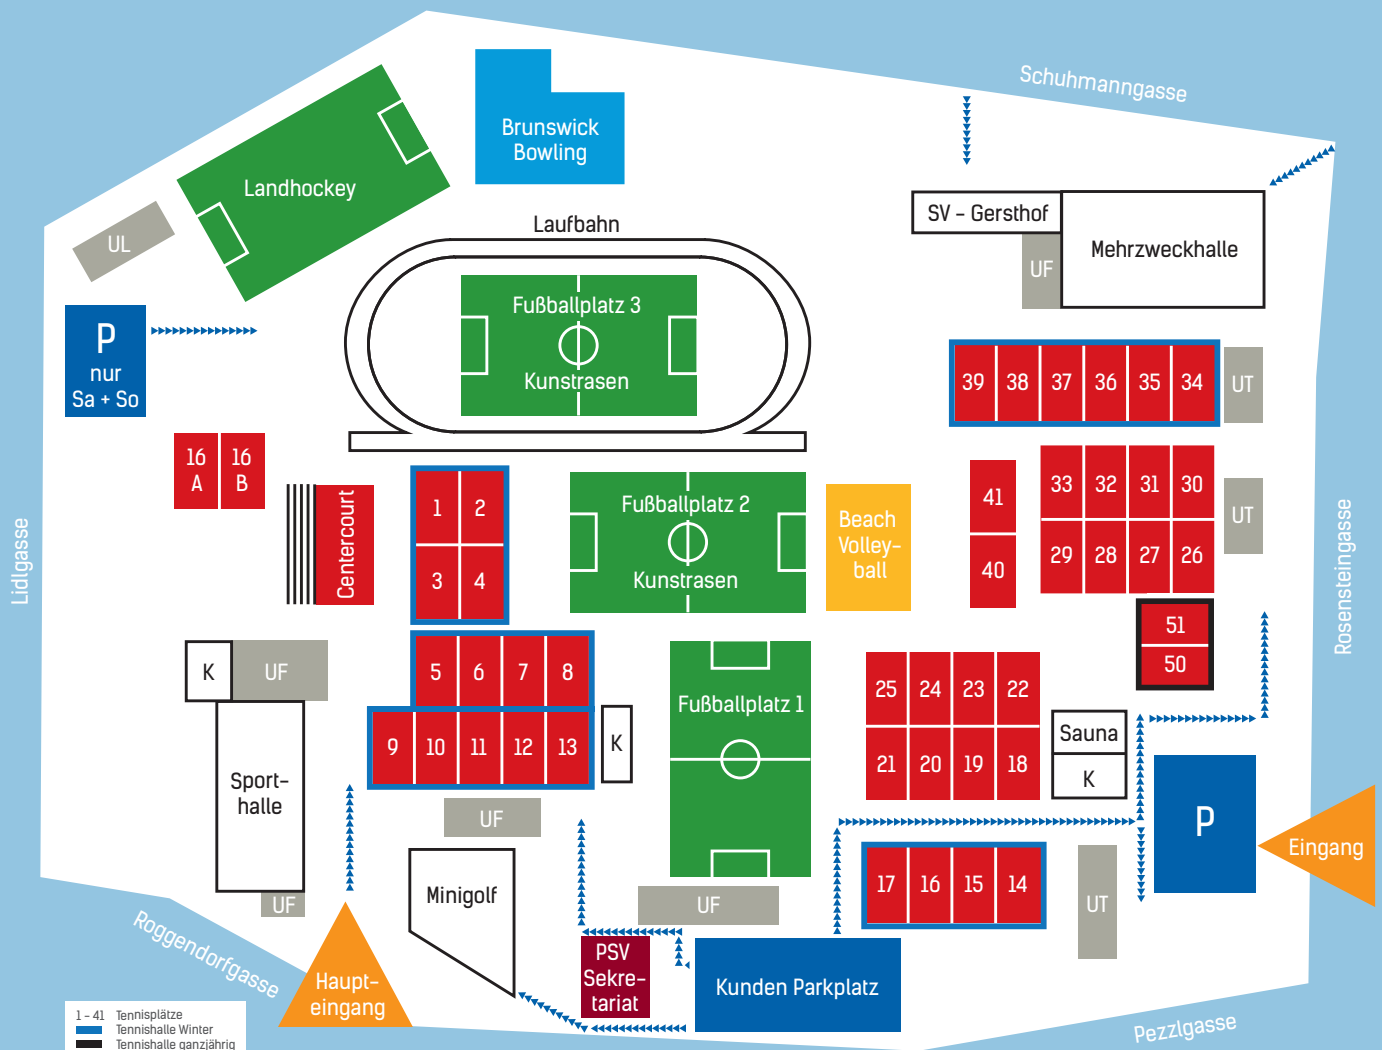 Schuhmanngasse
Brunswick
Bowling
Landhockey
UL
Laufbahn
SV - Gersthof
Mehrzweckhalle
UF
P
nur
Sa + So
Fußballplatz 3
Kunstrasen
39 38 37 36 35 34
UT
16
A
16
B
Centercourt
1 2
3 4
Fußballplatz 2
Kunstrasen
Beach
Volley-
ball
41
40
33 32 31 30
29 28 27 26
UT
Lidlgasse
Rosensteingasse
51
50
K
UF
5 6 7 8
9 10 11 12 13
K
Fußballplatz 1
25 24 23 22
21 20 19 18
Sauna
K
Sport-
halle
UF
P
Eingang
Minigolf
17 16 15 14
UT
UF
UF
Roggendorfgasse
Haupt-
eingang
PSV
Sekre-
tariat
Kunden Parkplatz
Pezzlgasse
1 - 41 Tennisplätze
Tennishalle Winter
Tennishalle ganzjährig